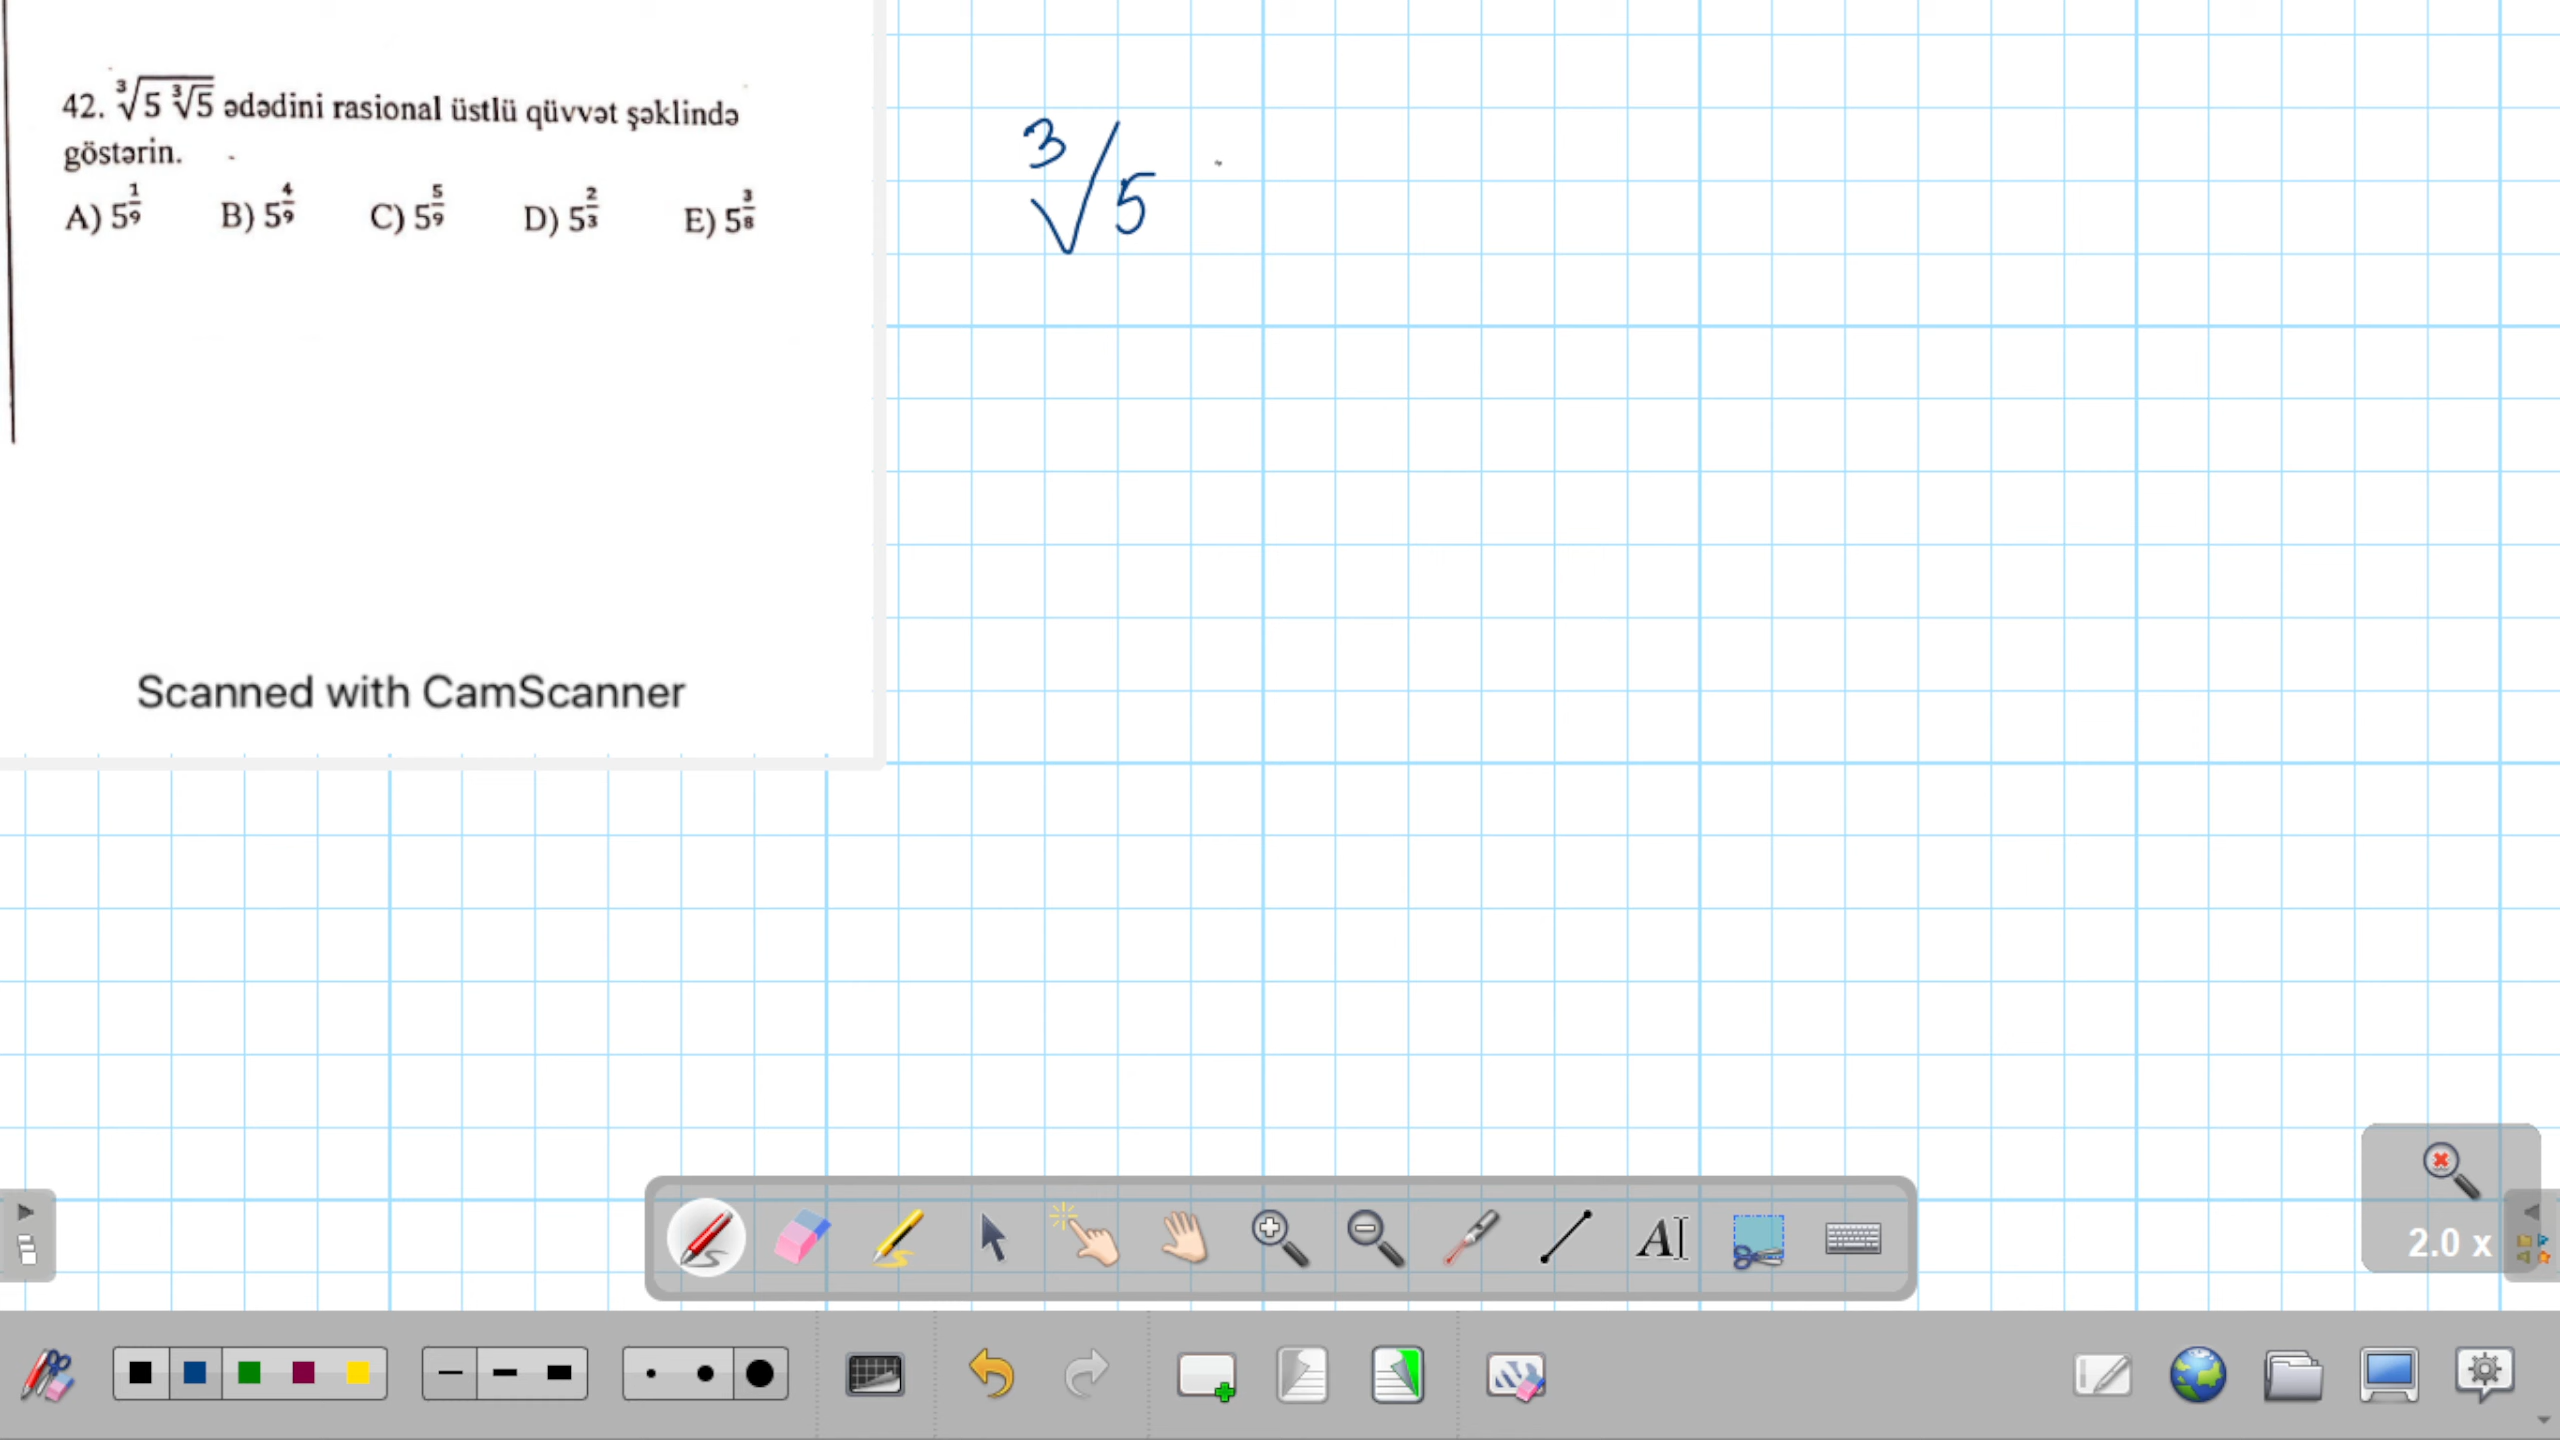 42. ∛(5 ∛5) ədədini rasional üstlü qüvvət şəklində
göstərin.
A) 5^(1/9) B) 5^(4/9) C) 5^(5/9) D) 5^(2/3) E) 5^(3/8)
∛5
Scanned with CamScanner
2.0 x